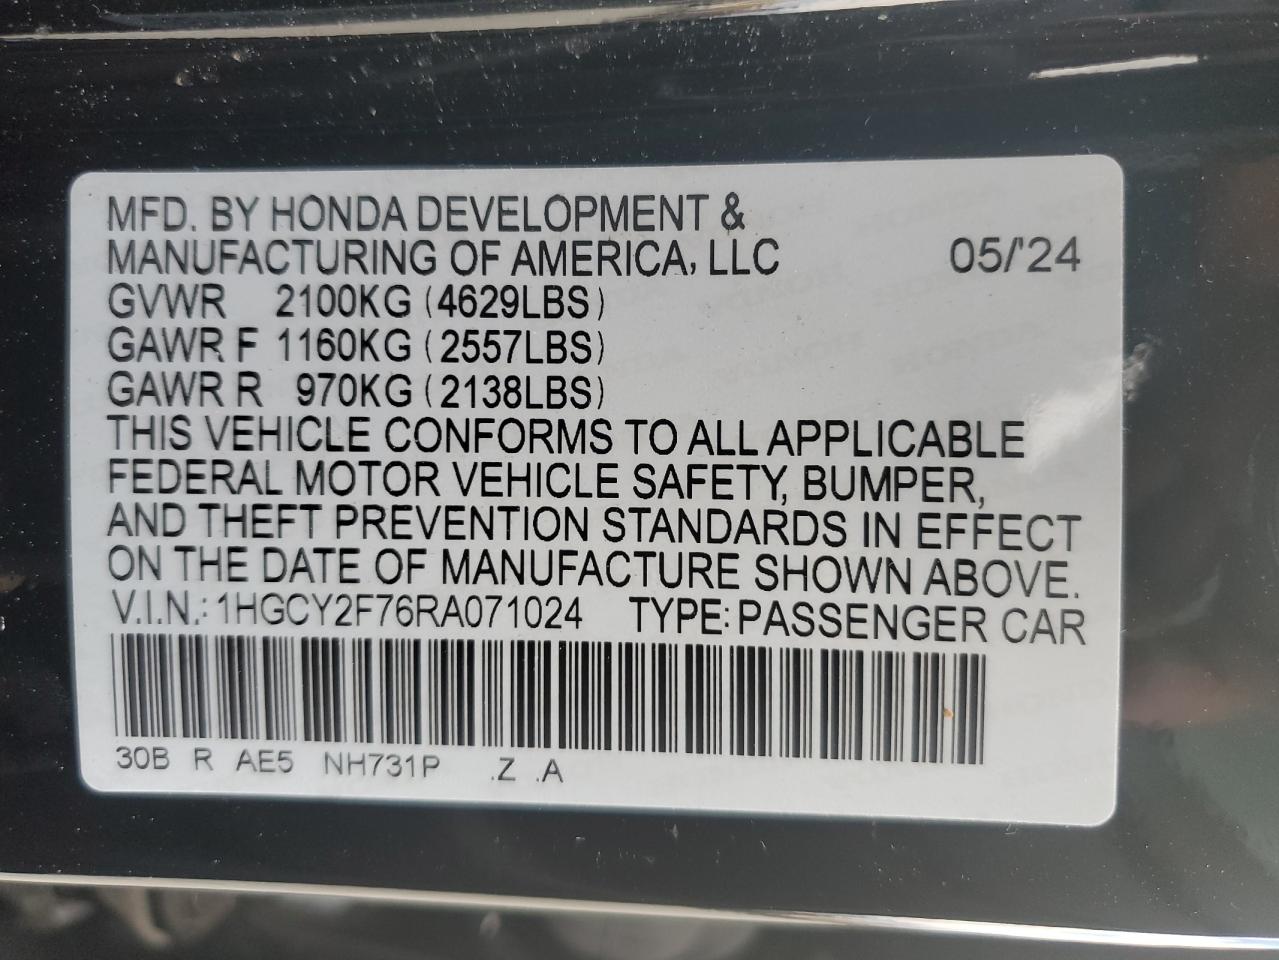 MFD. BY HONDA DEVELOPMENT &
MANUFACTURING OF AMERICA, LLC 05/'24
GVWR 2100KG (4629LBS)
GAWR F 1160KG (2557LBS)
GAWR R 970KG (2138LBS)
THIS VEHICLE CONFORMS TO ALL APPLICABLE
FEDERAL MOTOR VEHICLE SAFETY, BUMPER,
AND THEFT PREVENTION STANDARDS IN EFFECT
ON THE DATE OF MANUFACTURE SHOWN ABOVE.
V.I.N.: 1HGCY2F76RA071024 TYPE: PASSENGER CAR
30B R AE5 NH731P .Z .A